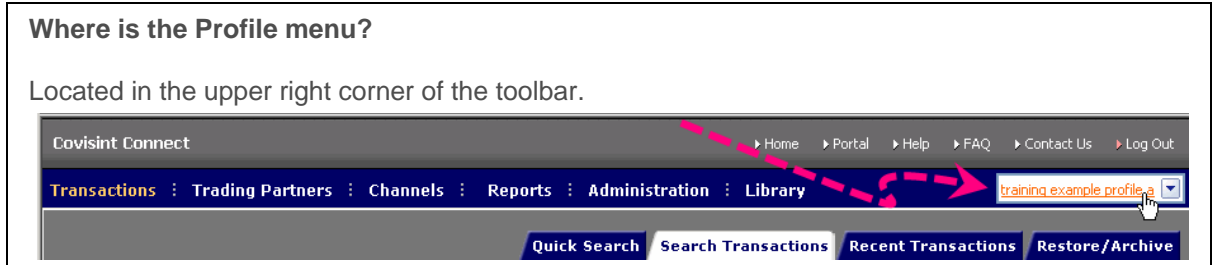 Where is the Profile menu?
Located in the upper right corner of the toolbar.
Covisint Connect Home Portal Help FAQ Contact Us Log Out
Transactions Trading Partners Channels Reports Administration Library training example profile a
Quick Search Search Transactions Recent Transactions Restore/Archive